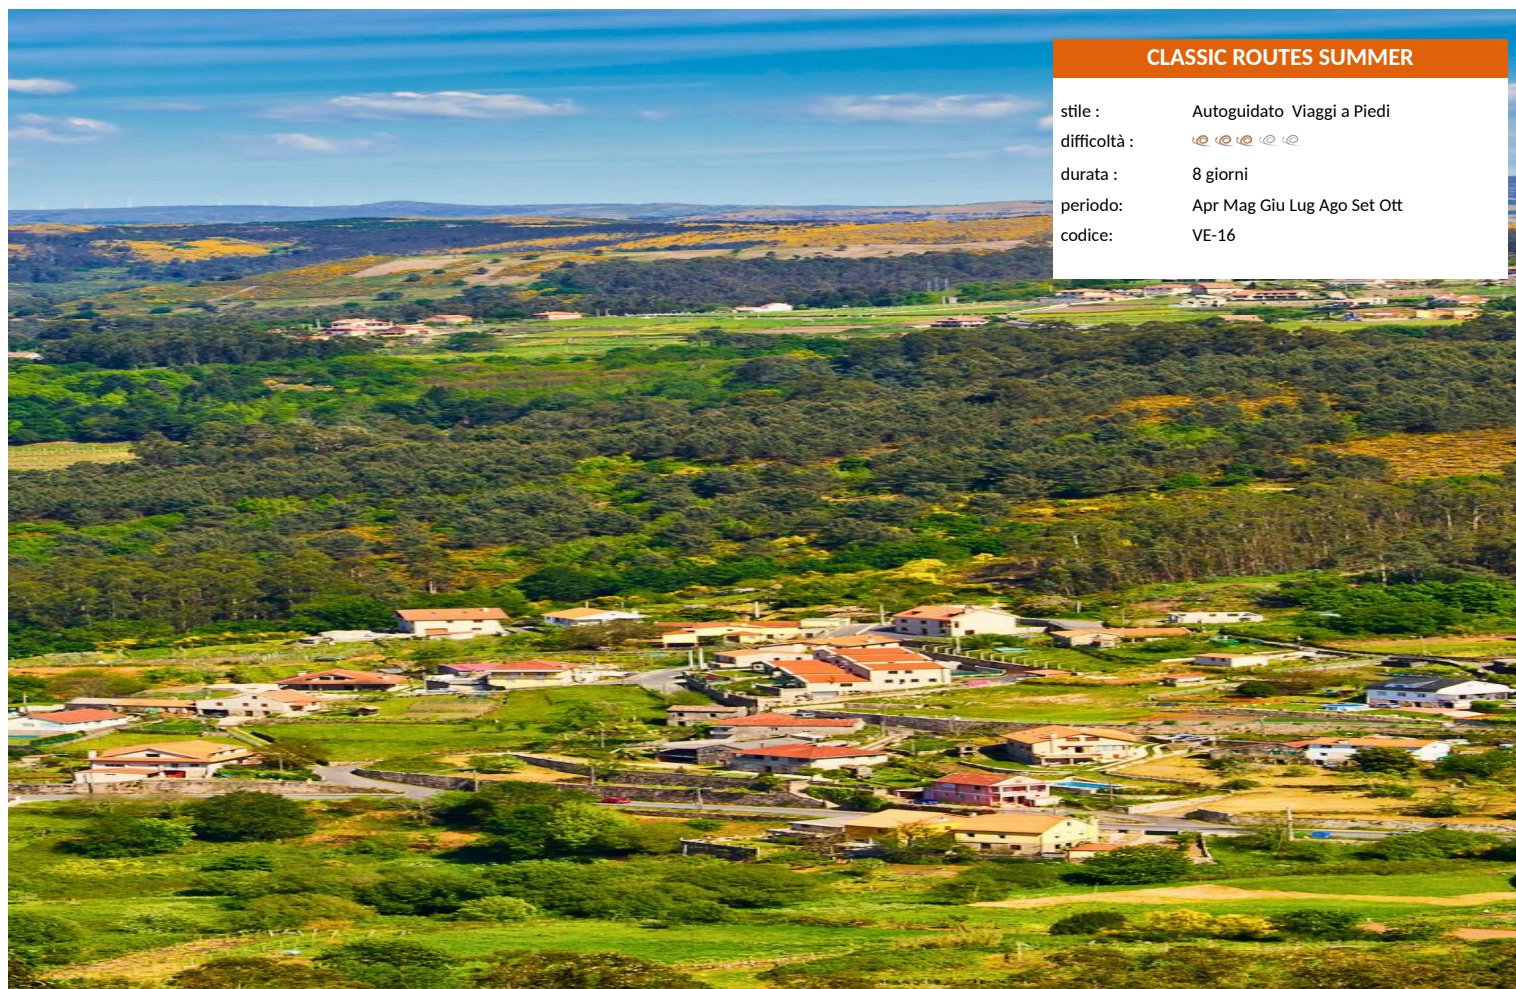 CLASSIC ROUTES SUMMER
stile : Autoguidato Viaggi a Piedi
difficoltà :
durata : 8 giorni
periodo: Apr Mag Giu Lug Ago Set Ott
codice: VE-16